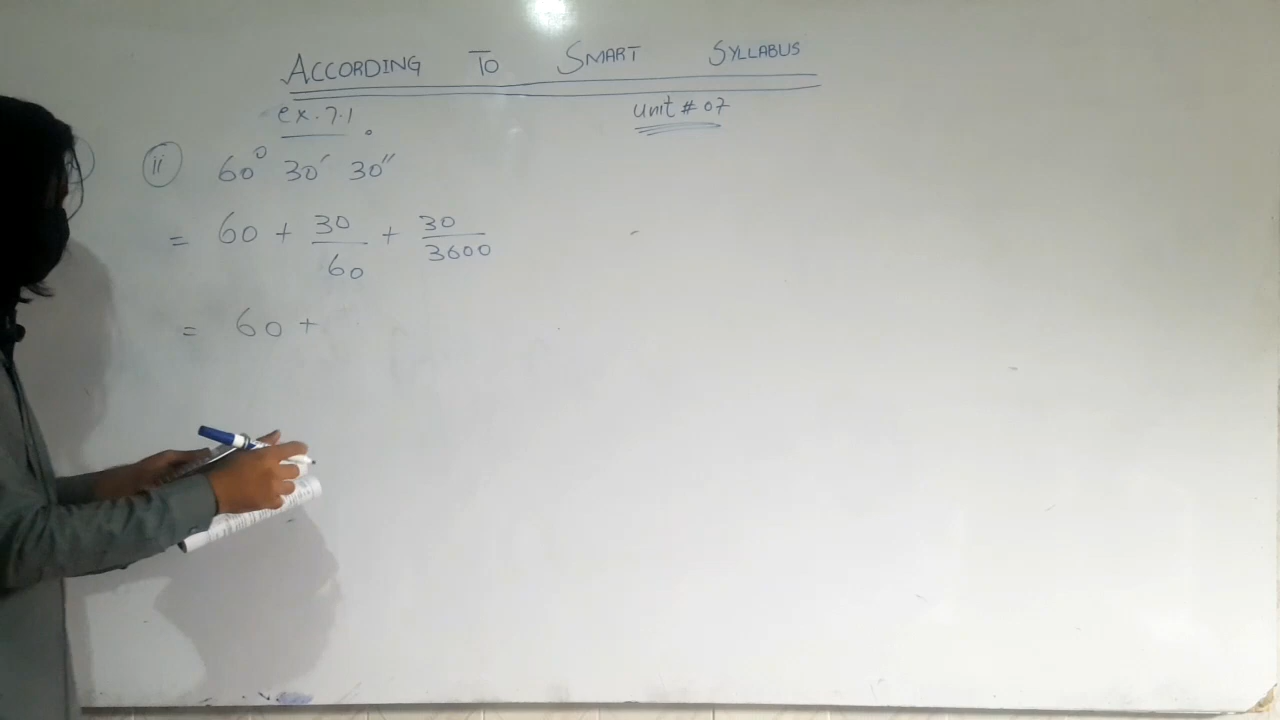 ACCORDING TO SMART SYLLABUS
ex. 7.1 unit # 07
ii 60° 30′ 30″
= 60 + 30/60 + 30/3600
= 60 +